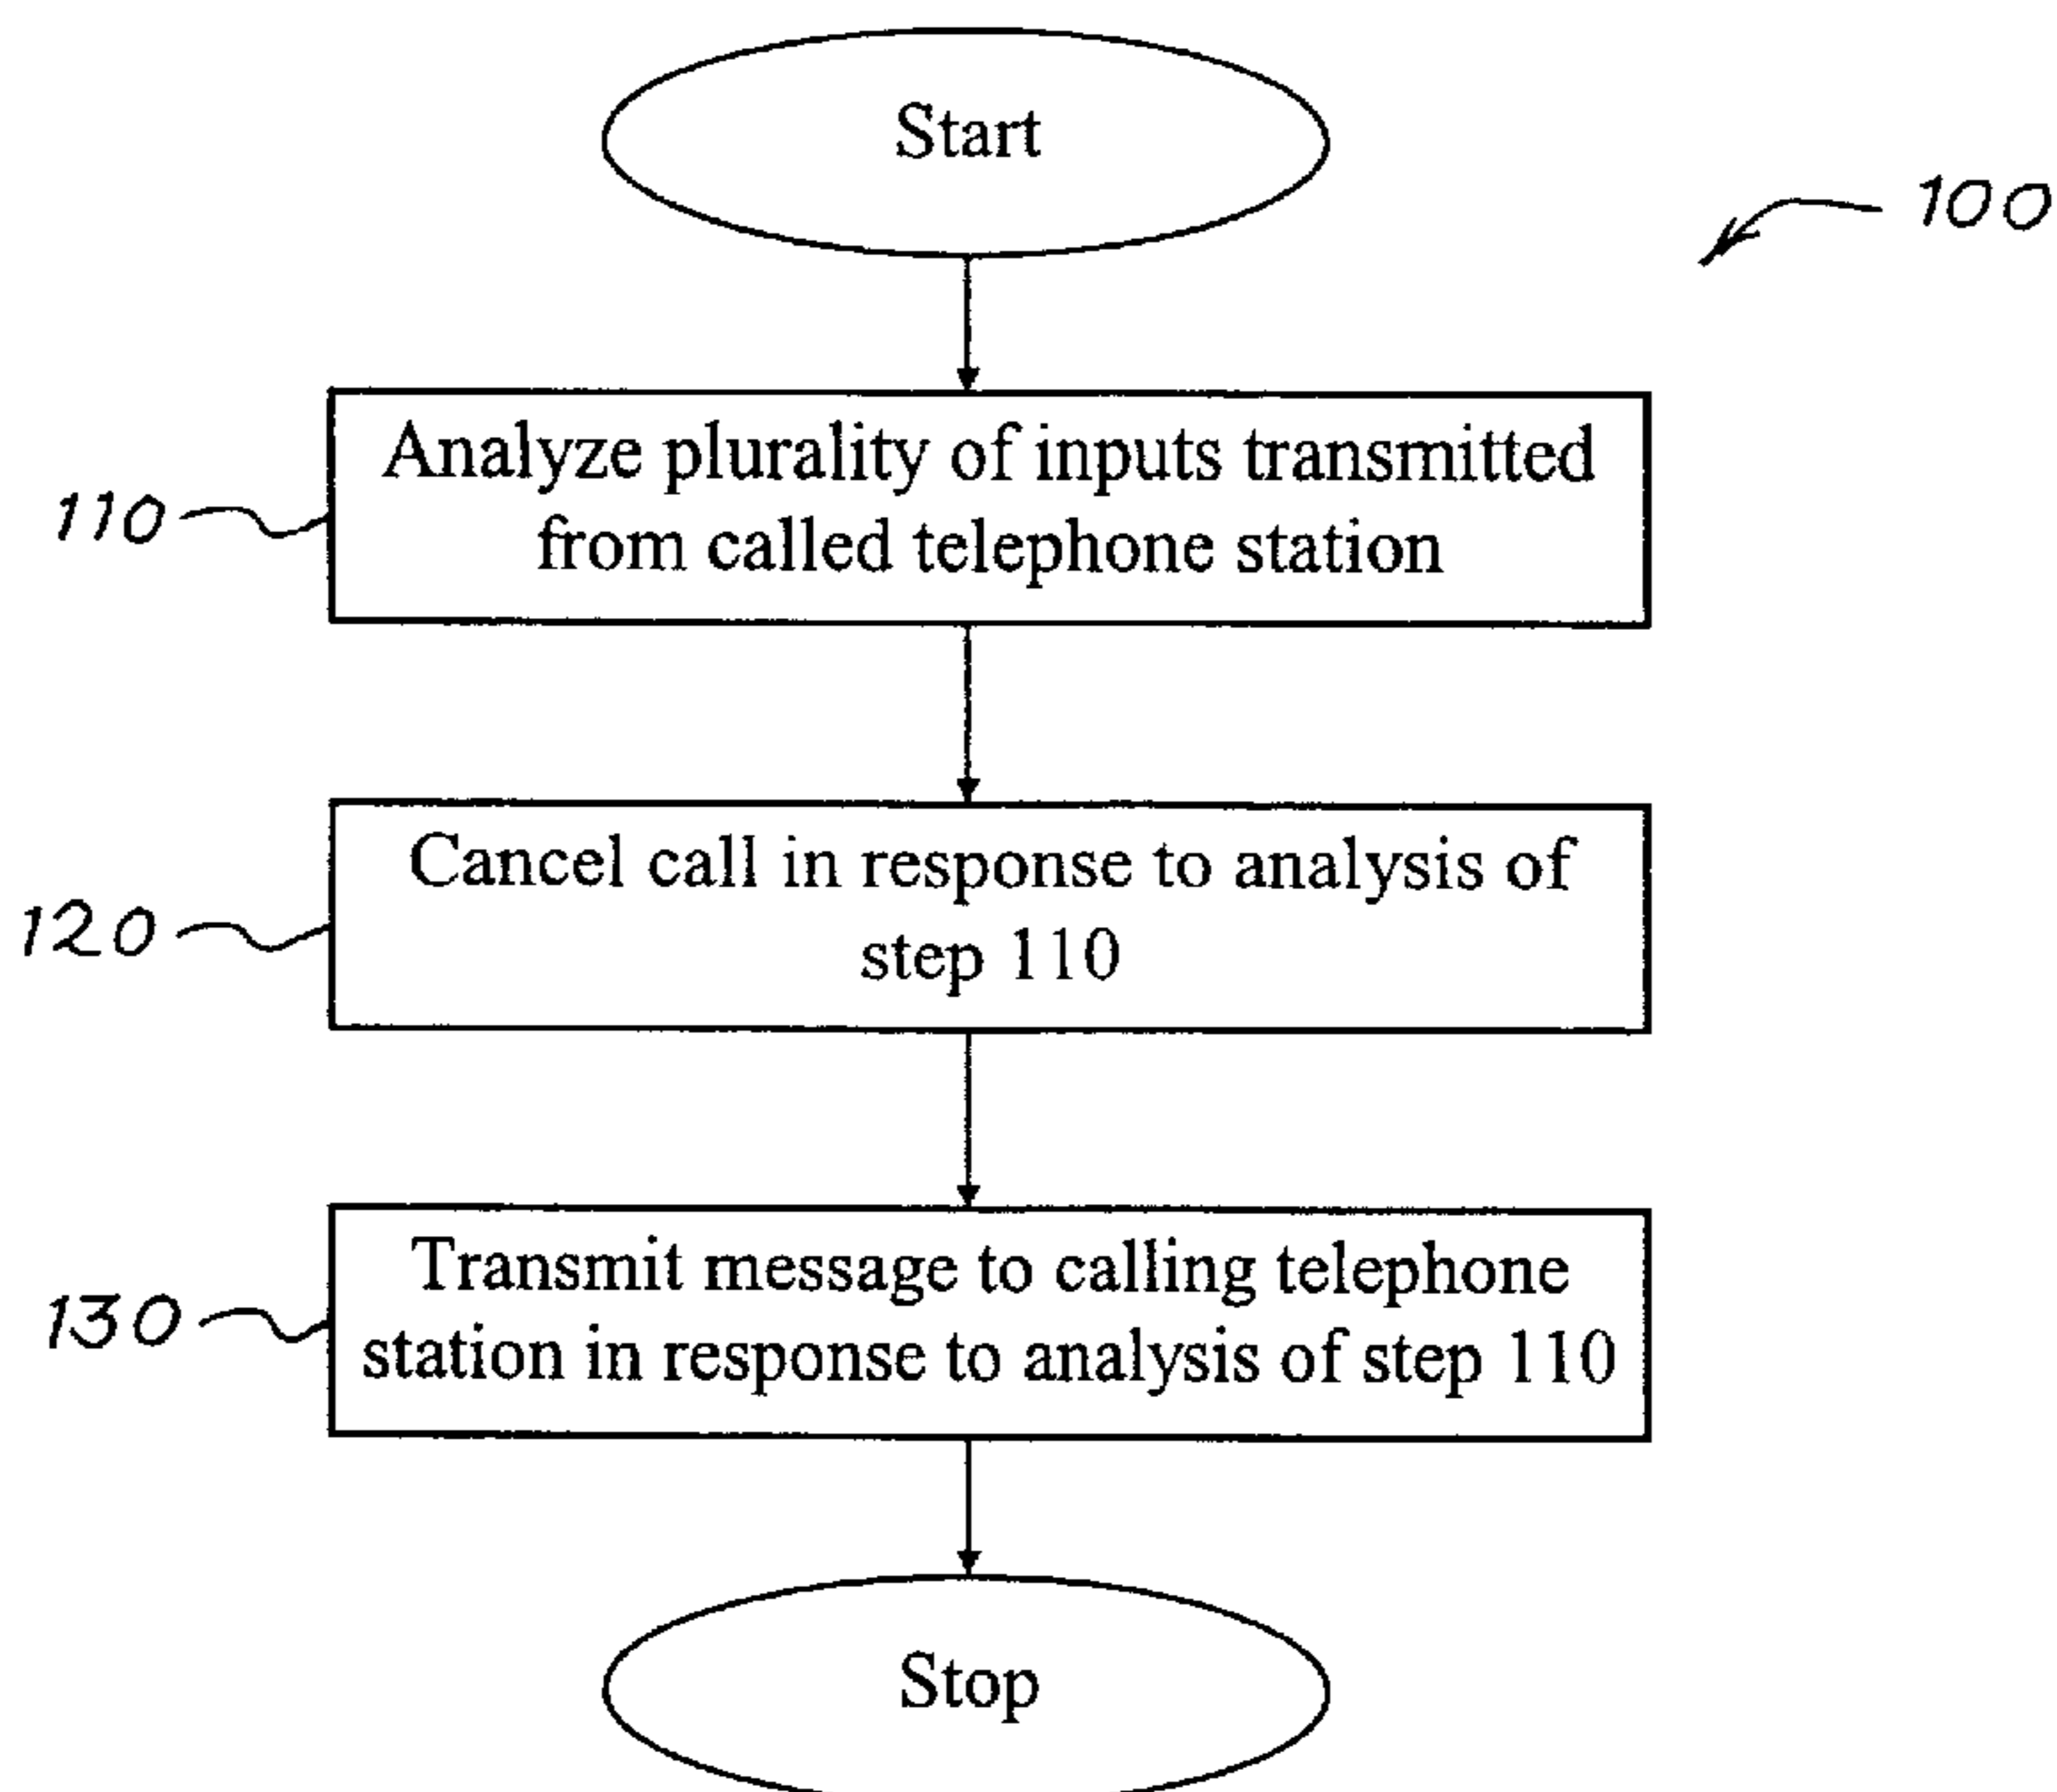 Start
100
Analyze plurality of inputs transmitted
from called telephone station
110
Cancel call in response to analysis of
step 110
120
Transmit message to calling telephone
station in response to analysis of step 110
130
Stop